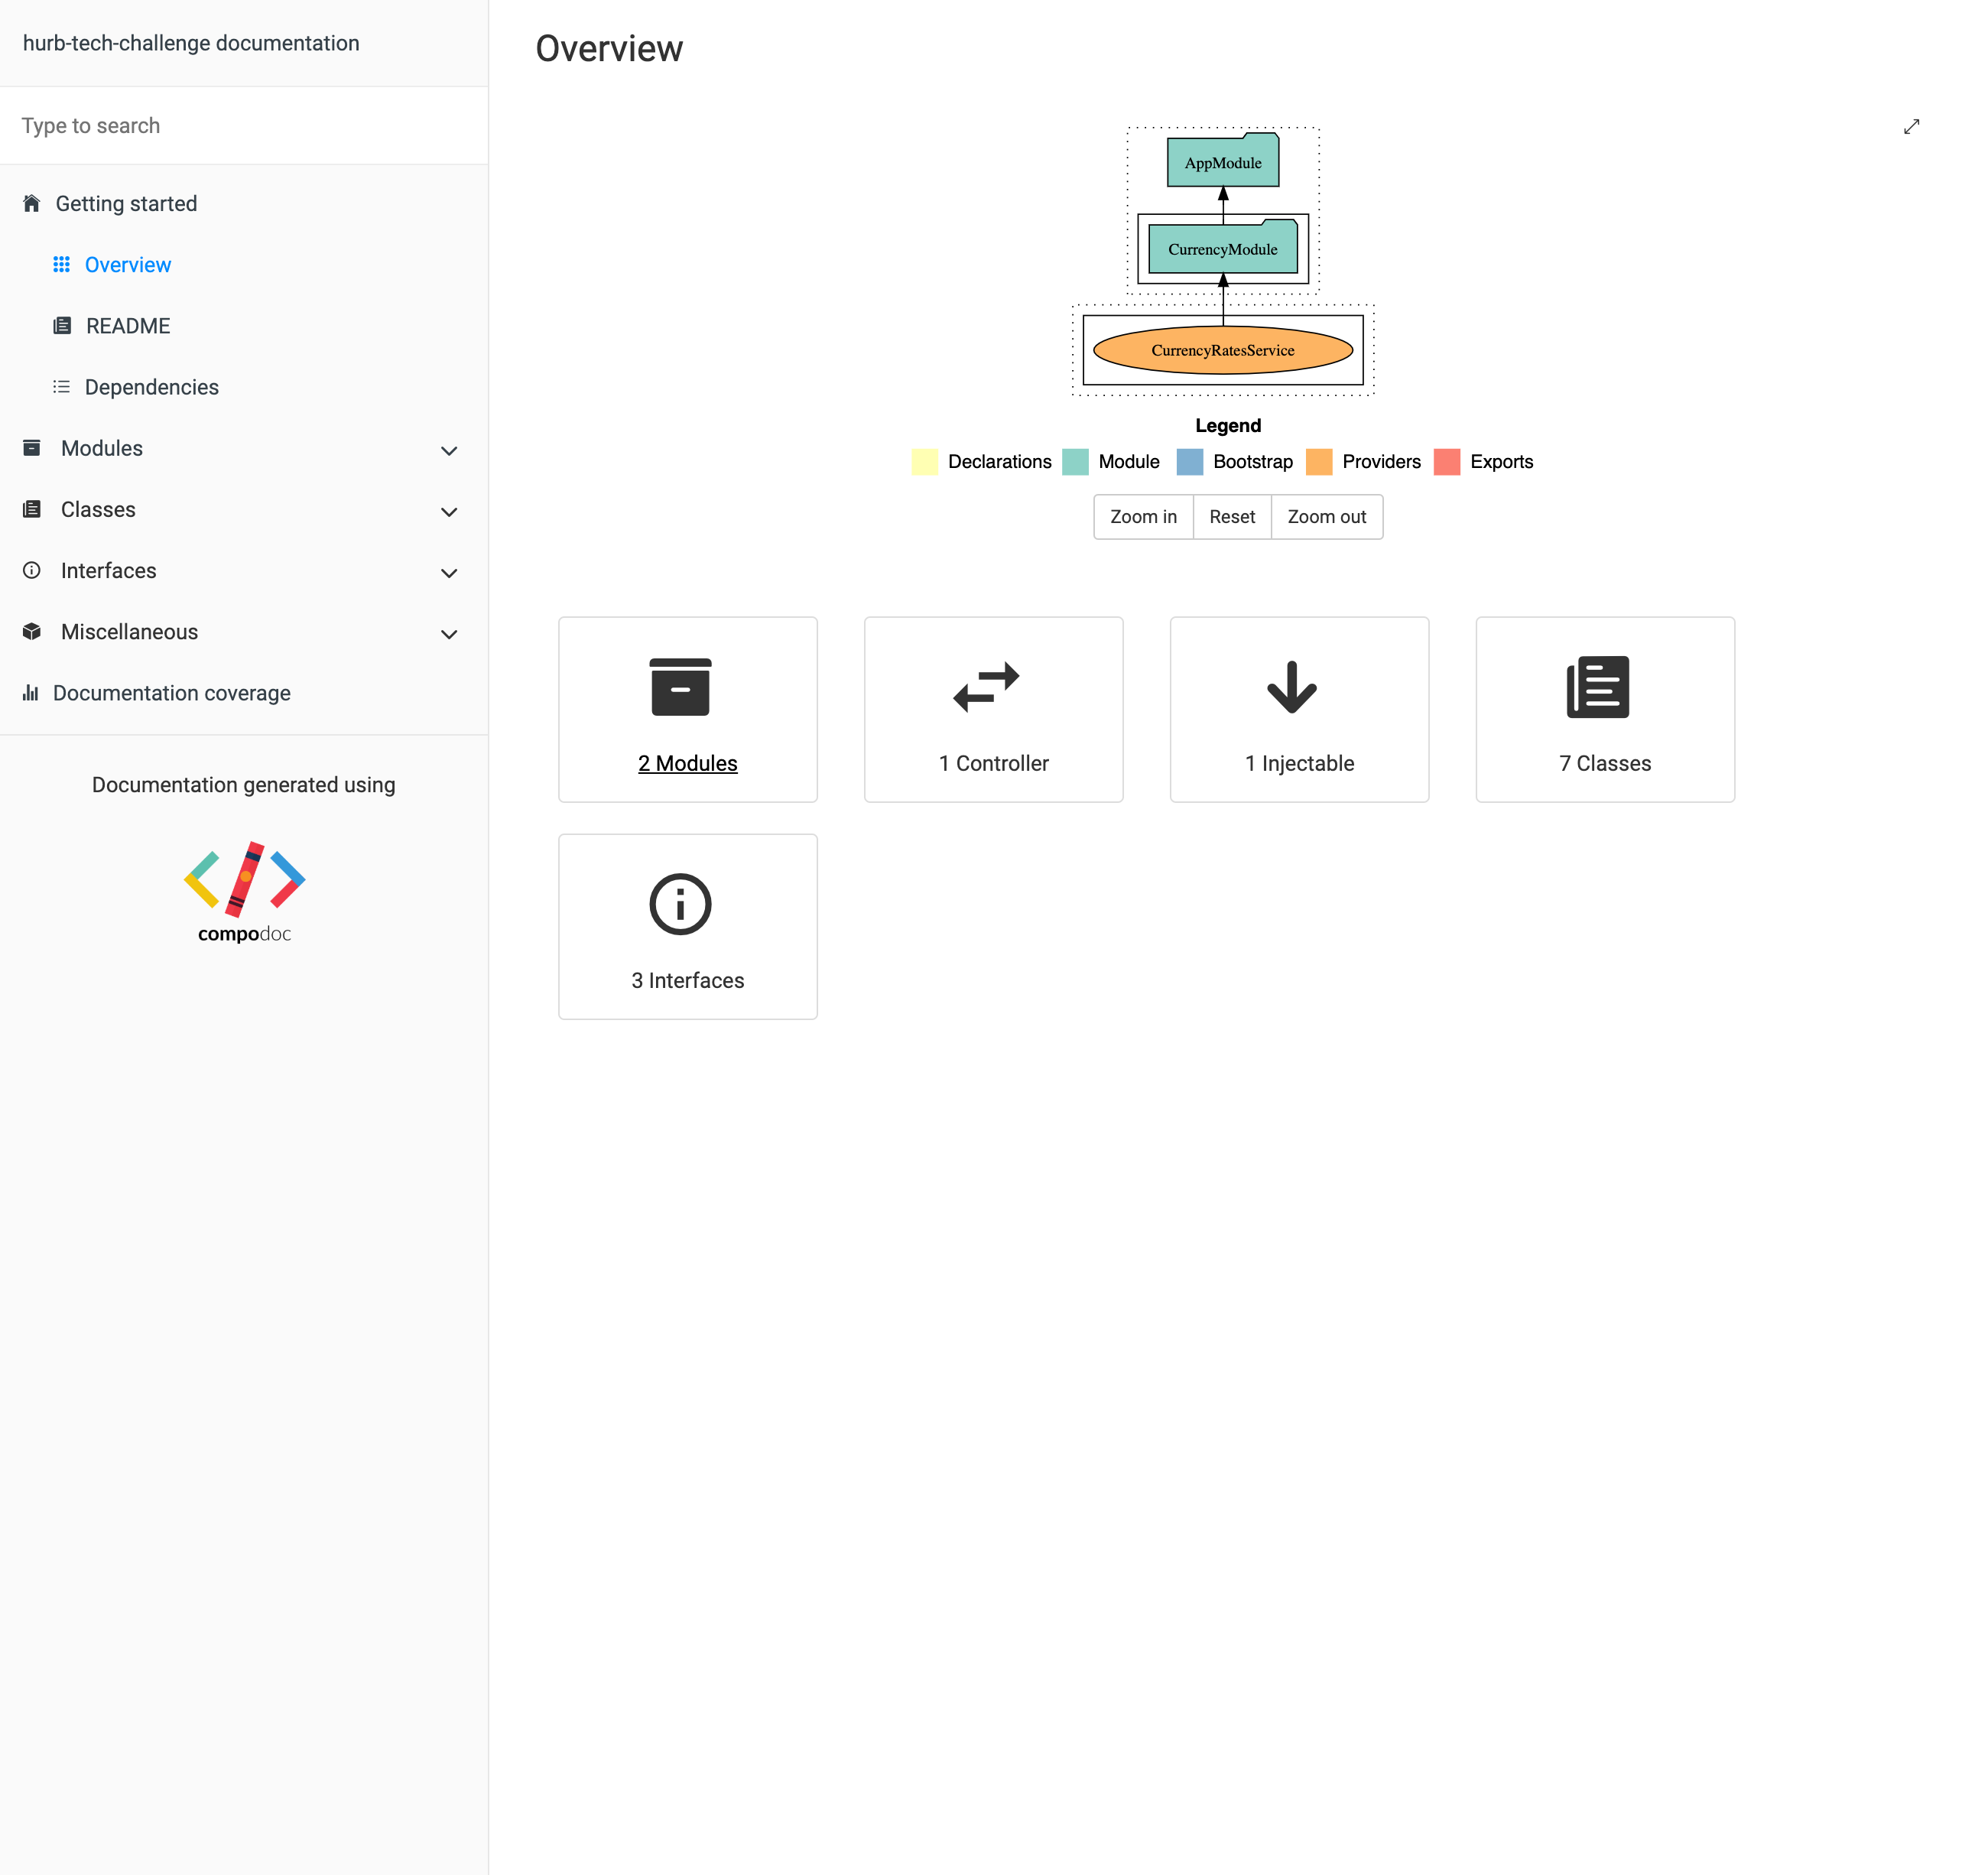 hurb-tech-challenge documentation
Type to search
Getting started
Overview
README
Dependencies
Modules
Classes
Interfaces
Miscellaneous
Documentation coverage
Documentation generated using
compodoc
Overview
AppModule
CurrencyModule
CurrencyRatesService
Legend
Declarations Module Bootstrap Providers Exports
Zoom in Reset Zoom out
2 Modules
1 Controller
1 Injectable
7 Classes
3 Interfaces